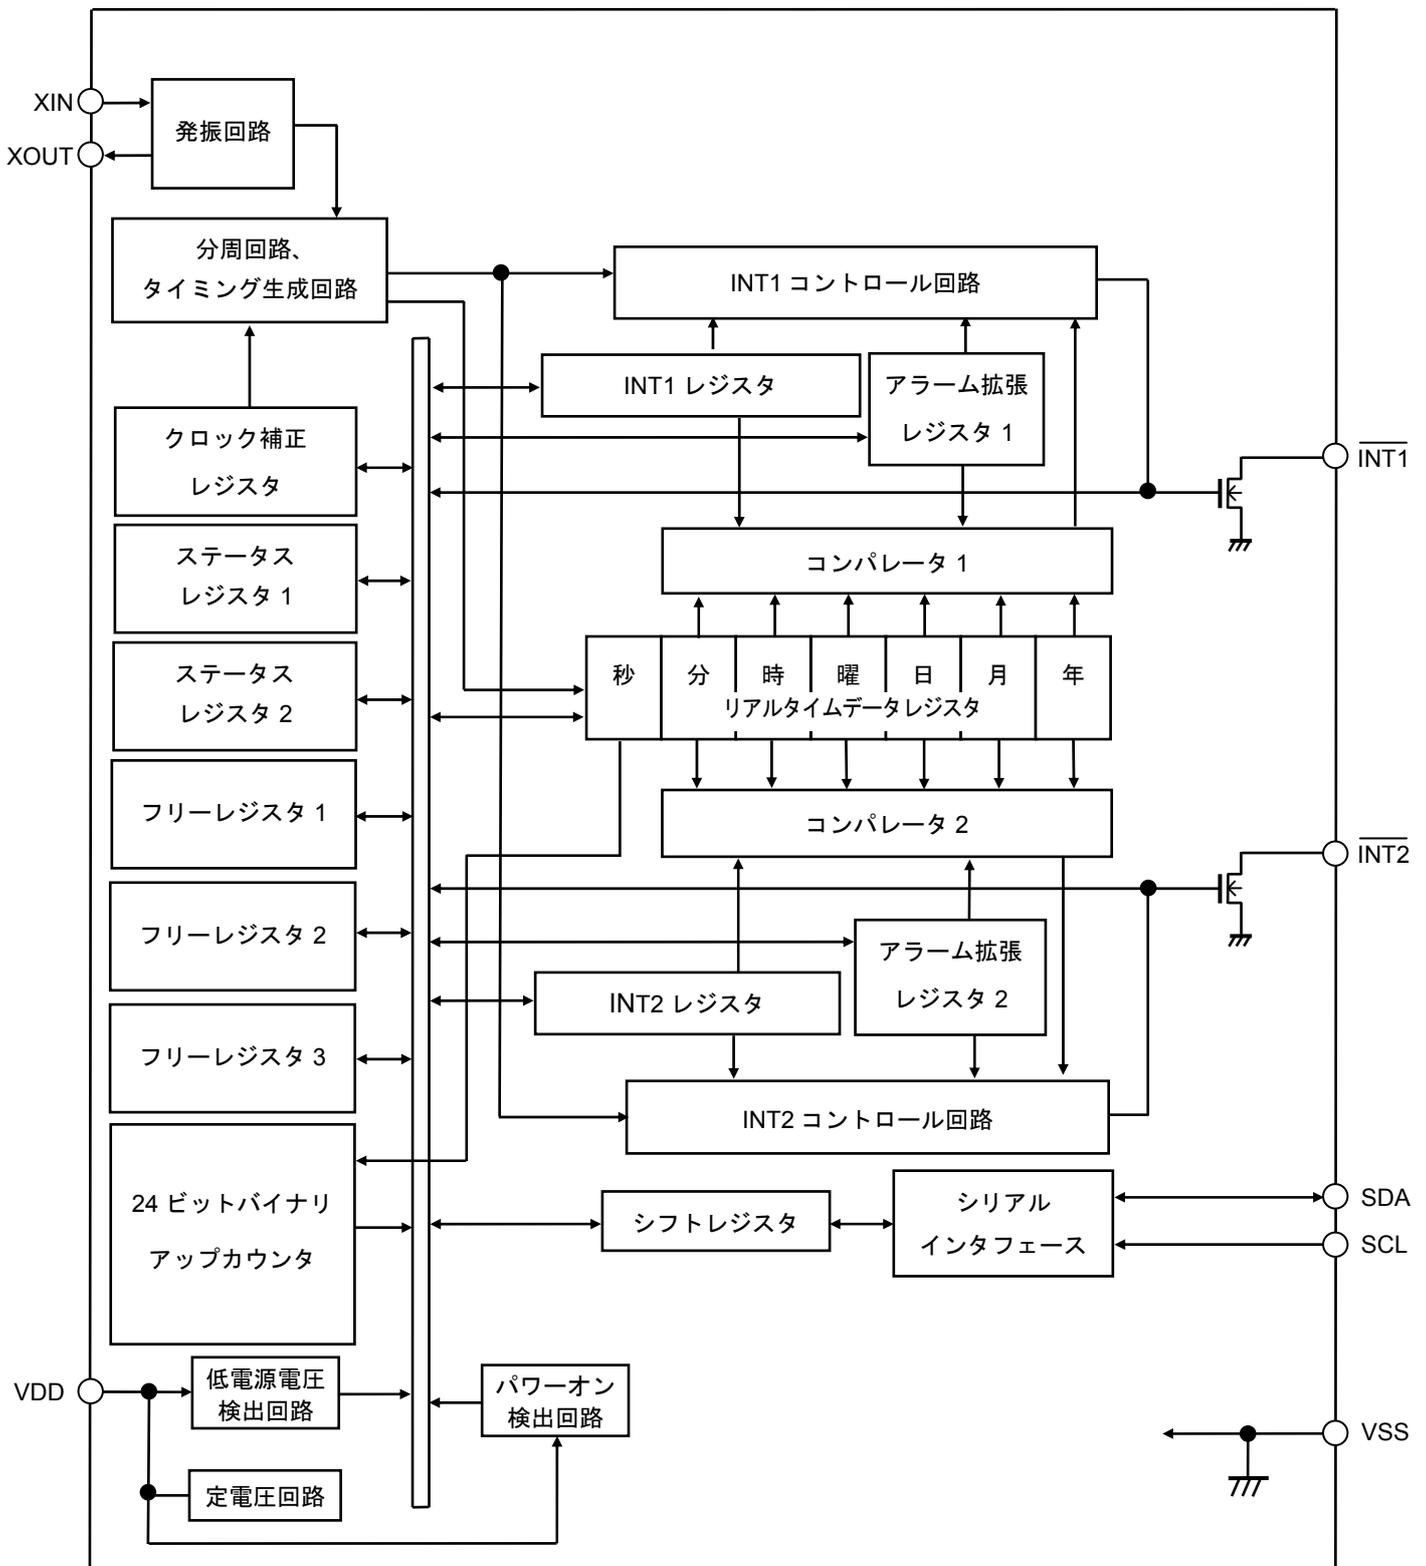 XIN
発振回路
XOUT
分周回路、
タイミング生成回路
INT1 コントロール回路
INT1 レジスタ
アラーム拡張
レジスタ 1
クロック補正
レジスタ
INT1
ステータス
レジスタ 1
コンパレータ 1
ステータス
レジスタ 2
秒 分 時 曜 日 月 年
リアルタイムデータレジスタ
フリーレジスタ 1
コンパレータ 2
INT2
フリーレジスタ 2
アラーム拡張
レジスタ 2
INT2 レジスタ
フリーレジスタ 3
INT2 コントロール回路
24 ビットバイナリ
アップカウンタ
シフトレジスタ
シリアル
インタフェース
SDA
SCL
VDD
低電源電圧
検出回路
パワーオン
検出回路
VSS
定電圧回路